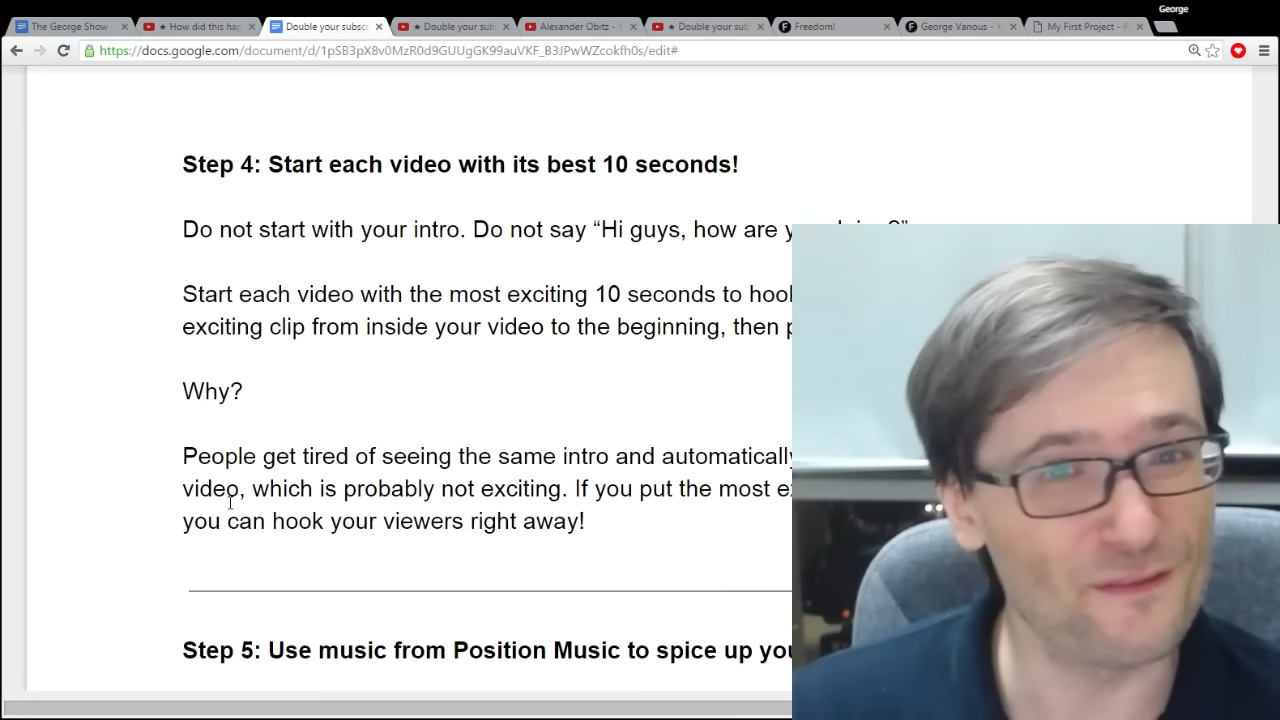 George
The George Show
★ How did this hap
Double your subsc
★ Double your sub
Alexander Obitz - Y
★ Double your sub
Freedom!
George Vanous - Y
My First Project - P
https://docs.google.com/document/d/1pSB3pX8v0MzR0d9GUUgGK99auVKF_B3JPwWZcokfh0s/edit#
Step 4: Start each video with its best 10 seconds!
Do not start with your intro. Do not say “Hi guys, how are
Start each video with the most exciting 10 seconds to hool
exciting clip from inside your video to the beginning, then p
Why?
People get tired of seeing the same intro and automatically
video, which is probably not exciting. If you put the most e
you can hook your viewers right away!
Step 5: Use music from Position Music to spice up you